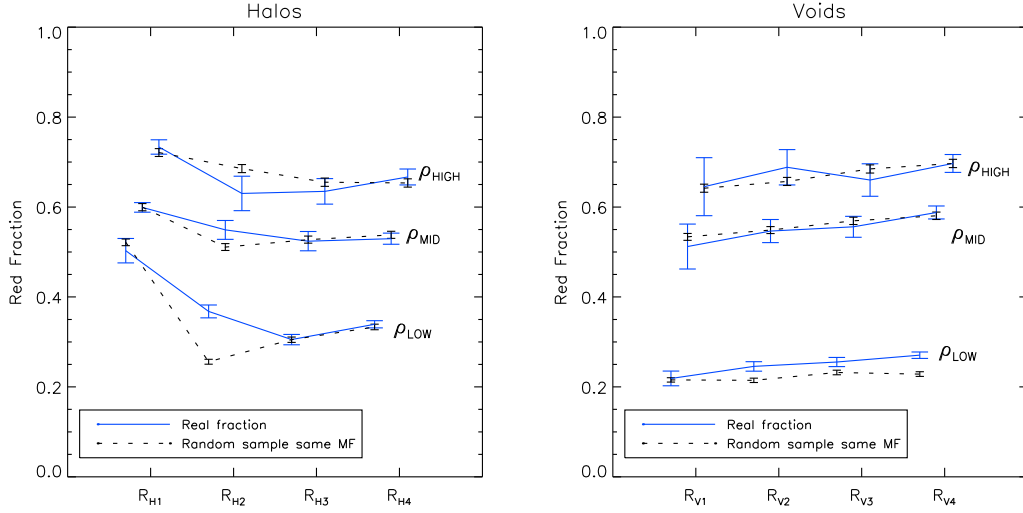 Halos
Red Fraction
1.0
0.8
0.6
0.4
0.2
0.0
ρHIGH
ρMID
ρLOW
Real fraction
Random sample same MF
RH1 RH2 RH3 RH4
Voids
Red Fraction
1.0
0.8
0.6
0.4
0.2
0.0
ρHIGH
ρMID
ρLOW
Real fraction
Random sample same MF
RV1 RV2 RV3 RV4